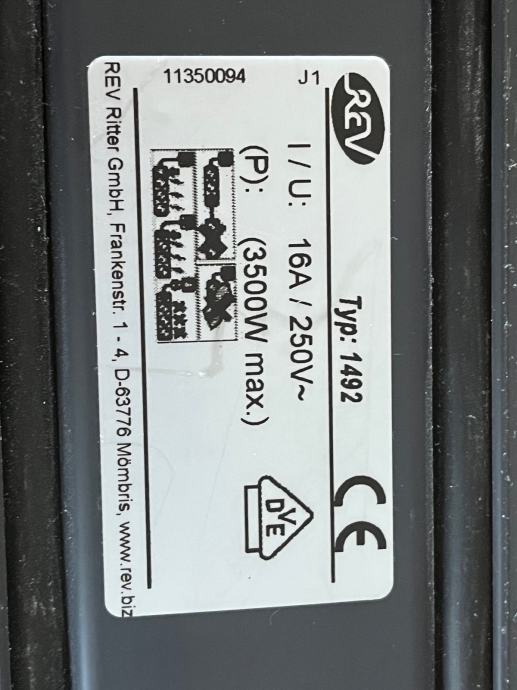 REV
Typ: 1492
CE
I / U: 16A / 250V~
(P): (3500W max.)
DVE
REV Ritter GmbH, Frankenstr. 1 - 4, D-63776 Mömbris, www.rev.biz
11350094 J1